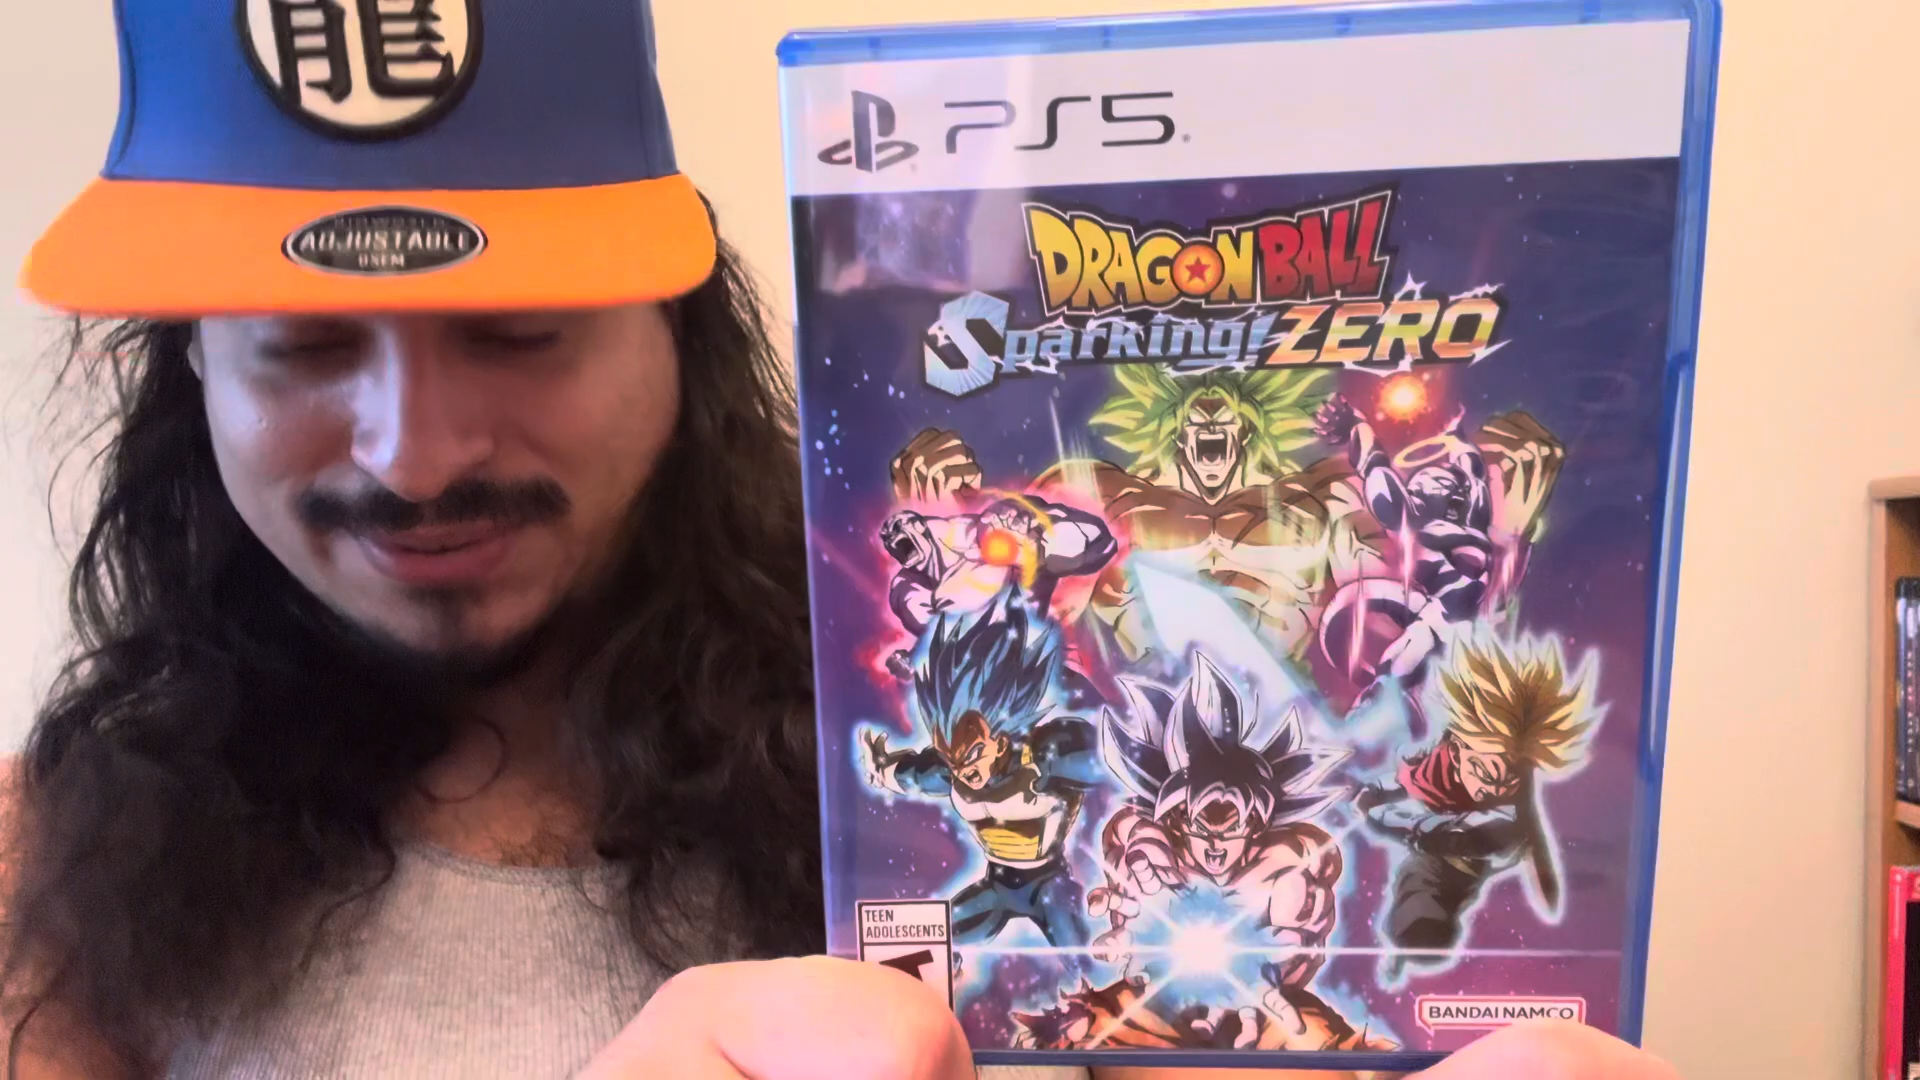 龍
ADJUSTABLE
PS5
DRAGON BALL
Sparking! ZERO
TEEN
ADOLESCENTS
T
BANDAI NAMCO